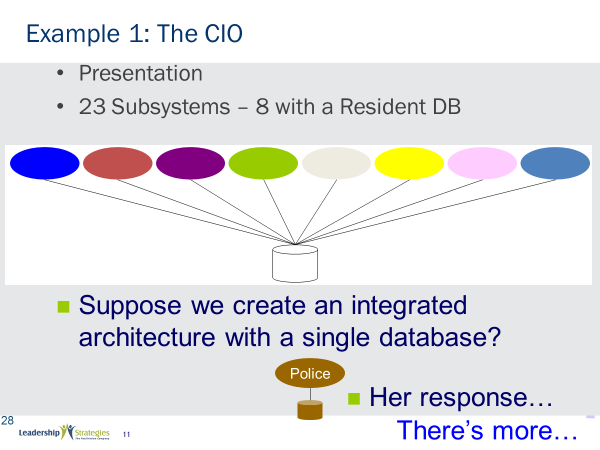 Example 1: The CIO
• Presentation
• 23 Subsystems – 8 with a Resident DB
Suppose we create an integrated
architecture with a single database?
Police
Her response…
There's more…
28
Leadership Strategies
11